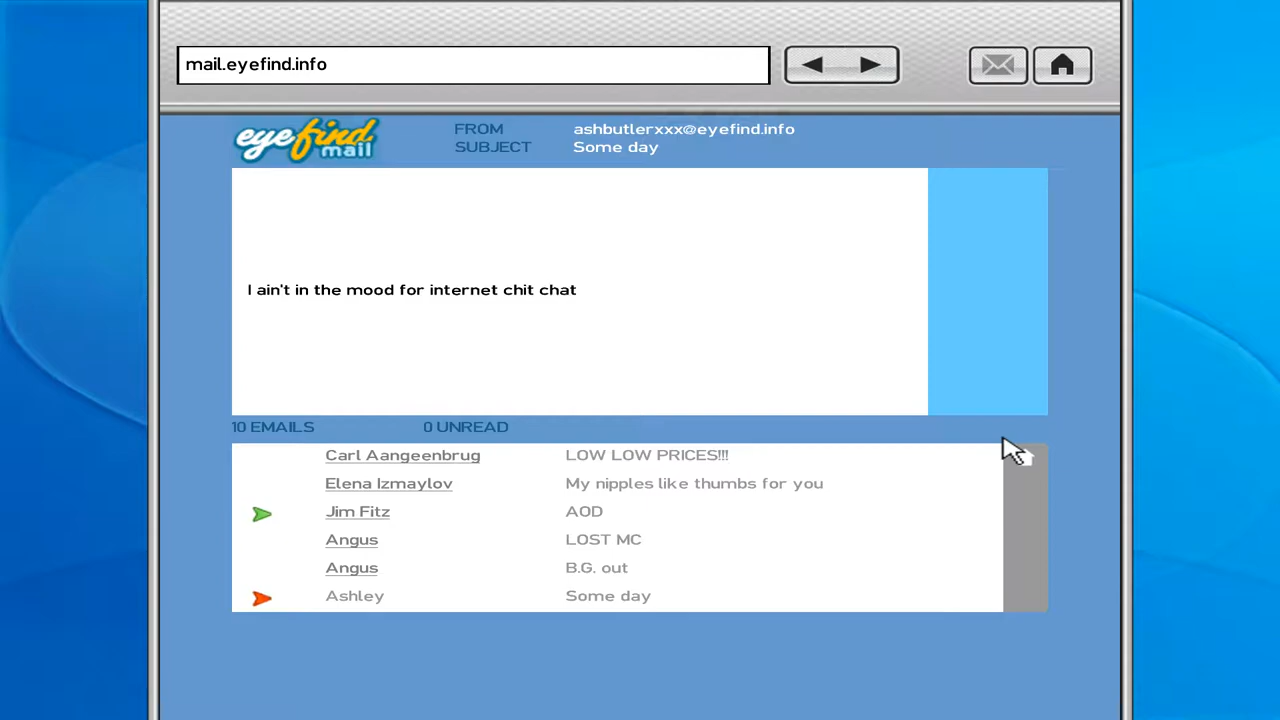 mail.eyefind.info
eyefind mail
FROM ashbutlerxxx@eyefind.info
SUBJECT Some day
I ain't in the mood for internet chit chat
10 EMAILS 0 UNREAD
Carl Aangeenbrug LOW LOW PRICES!!!
Elena Izmaylov My nipples like thumbs for you
Jim Fitz AOD
Angus LOST MC
Angus B.G. out
Ashley Some day